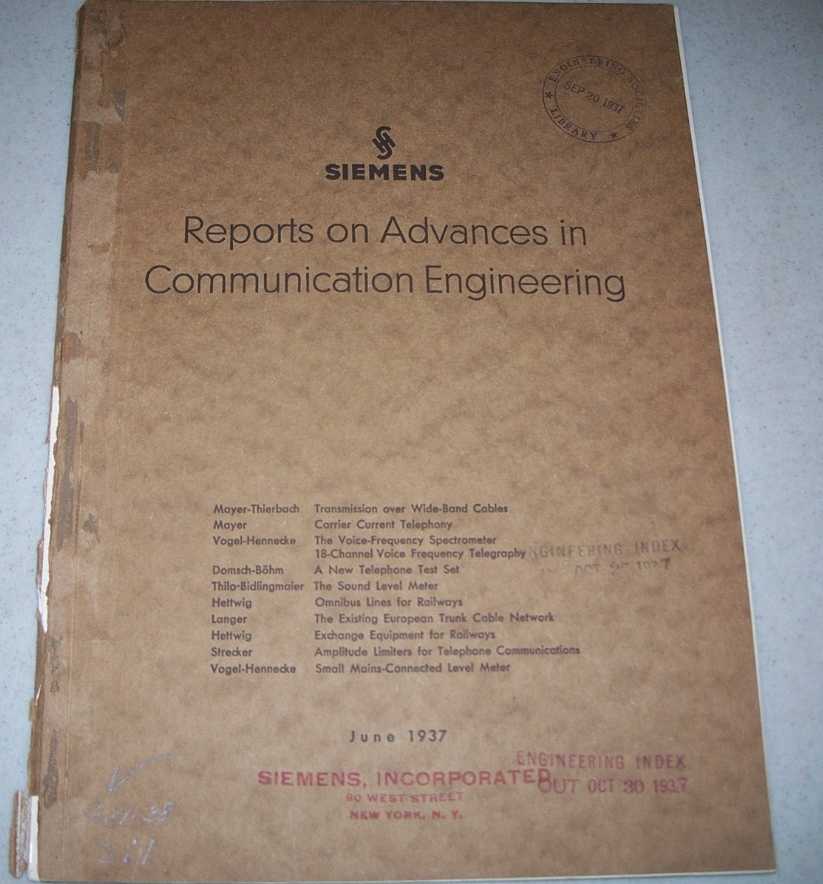 ENGINEERING SOCIETIES
SEP 20 1937
LIBRARY
SIEMENS
Reports on Advances in
Communication Engineering
Mayer-Thierbach Transmission over Wide-Band Cables
Mayer Carrier Current Telephony
Vogel-Hennecke The Voice-Frequency Spectrometer
18-Channel Voice Frequency Telegraphy
ENGINEERING INDEX
Domsch-Böhm A New Telephone Test Set
OCT
Thilo-Bidlingmaier The Sound Level Meter
Hettwig Omnibus Lines for Railways
Langer The Existing European Trunk Cable Network
Hettwig Exchange Equipment for Railways
Strecker Amplitude Limiters for Telephone Communications
Vogel-Hennecke Small Mains-Connected Level Meter
June 1937
ENGINEERING INDEX
OUT OCT 30 1937
SIEMENS, INCORPORATED
90 WEST STREET
NEW YORK, N. Y.